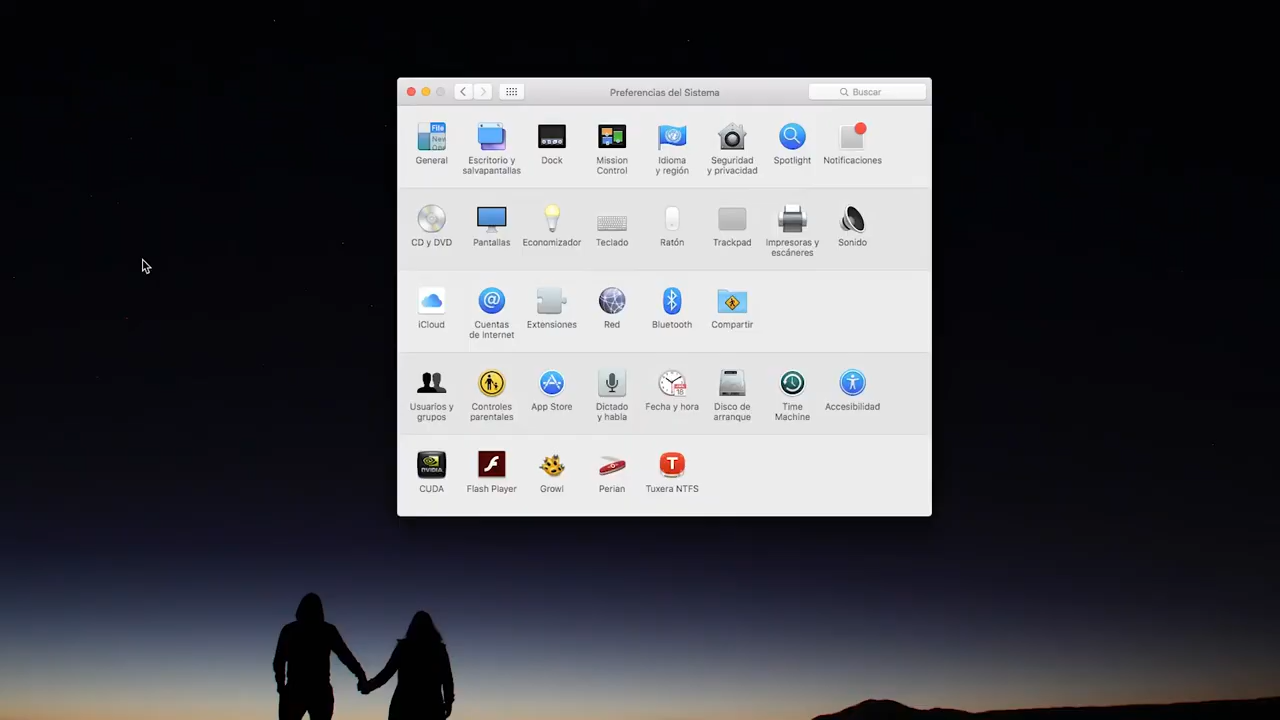 Preferencias del Sistema
Buscar
General
Escritorio y
salvapantallas
Dock
Mission
Control
Idioma
y región
Seguridad
y privacidad
Spotlight
Notificaciones
CD y DVD
Pantallas
Economizador
Teclado
Ratón
Trackpad
Impresoras y
escáneres
Sonido
iCloud
Cuentas
de Internet
Extensiones
Red
Bluetooth
Compartir
Usuarios y
grupos
Controles
parentales
App Store
Dictado
y habla
Fecha y hora
Disco de
arranque
Time
Machine
Accesibilidad
CUDA
Flash Player
Growl
Perian
Tuxera NTFS